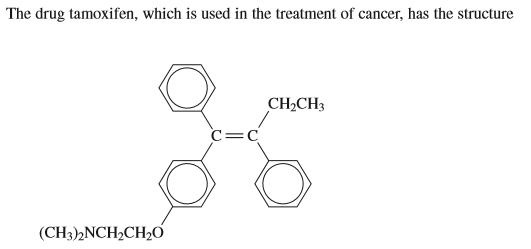 The drug tamoxifen, which is used in the treatment of cancer, has the structure
CH₂CH₃
C=C
(CH₃)₂NCH₂CH₂O